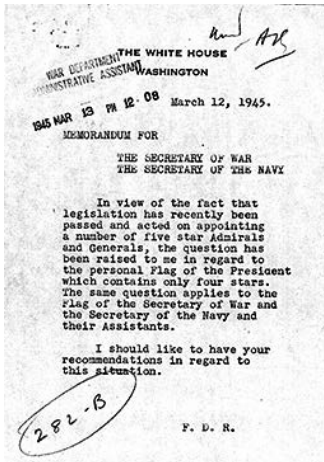 THE WHITE HOUSE
WASHINGTON
WAR DEPARTMENT
ADMINISTRATIVE ASSISTANT
1945 MAR 13 PM 12:08
March 12, 1945.
MEMORANDUM FOR
THE SECRETARY OF WAR
THE SECRETARY OF THE NAVY
In view of the fact that
legislation has recently been
passed and acted on appointing
a number of five star Admirals
and Generals, the question has
been raised to me in regard to
the personal Flag of the President
which contains only four stars.
The same question applies to the
Flag of the Secretary of War and
the Secretary of the Navy and
their Assistants.
I should like to have your
recommendations in regard to
this situation.
282-B
F. D. R.